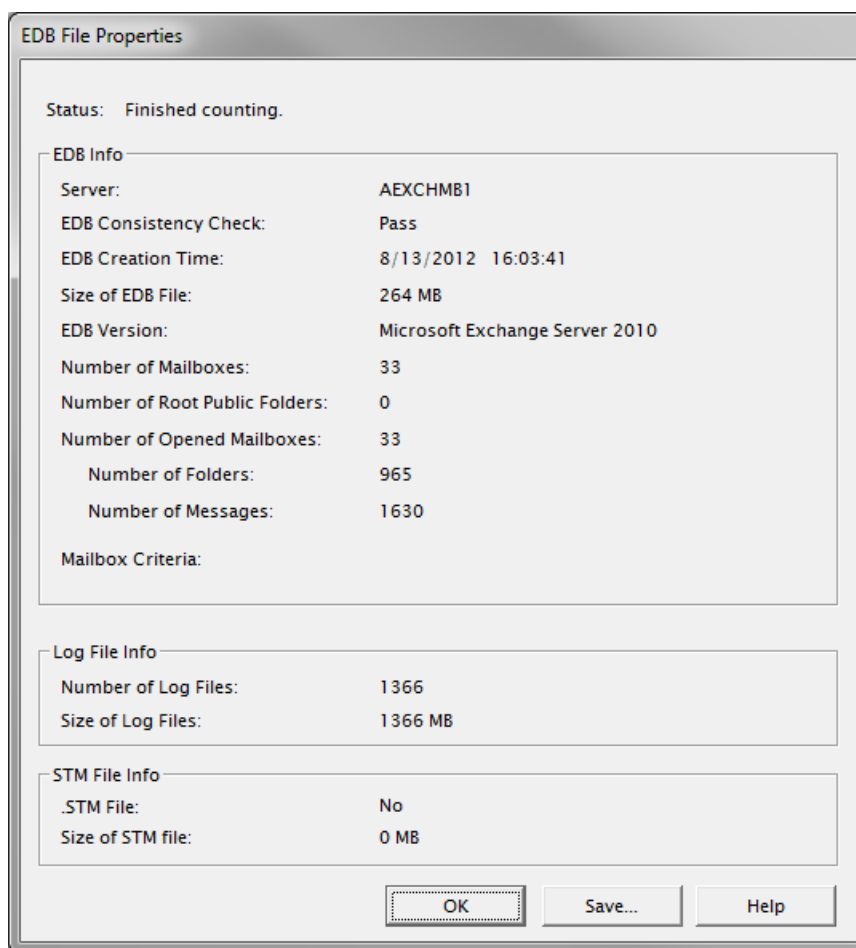 EDB File Properties
Status: Finished counting.
EDB Info
Server: AEXCHMB1
EDB Consistency Check: Pass
EDB Creation Time: 8/13/2012 16:03:41
Size of EDB File: 264 MB
EDB Version: Microsoft Exchange Server 2010
Number of Mailboxes: 33
Number of Root Public Folders: 0
Number of Opened Mailboxes: 33
Number of Folders: 965
Number of Messages: 1630
Mailbox Criteria:
Log File Info
Number of Log Files: 1366
Size of Log Files: 1366 MB
STM File Info
.STM File: No
Size of STM file: 0 MB
OK Save... Help